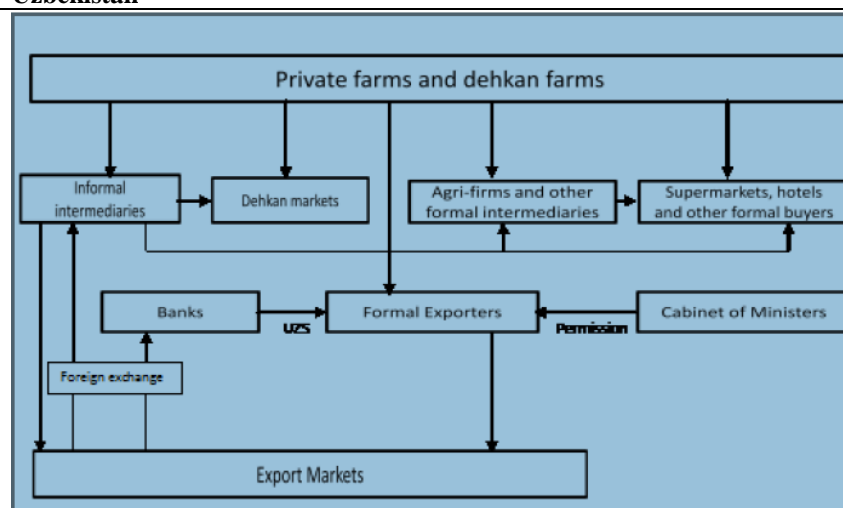 Uzbekistan
Private farms and dehkan farms
Informal
intermediaries
Dehkan markets
Agri-firms and other
formal intermediaries
Supermarkets, hotels
and other formal buyers
Banks
UZS
Formal Exporters
Permission
Cabinet of Ministers
Foreign exchange
Export Markets